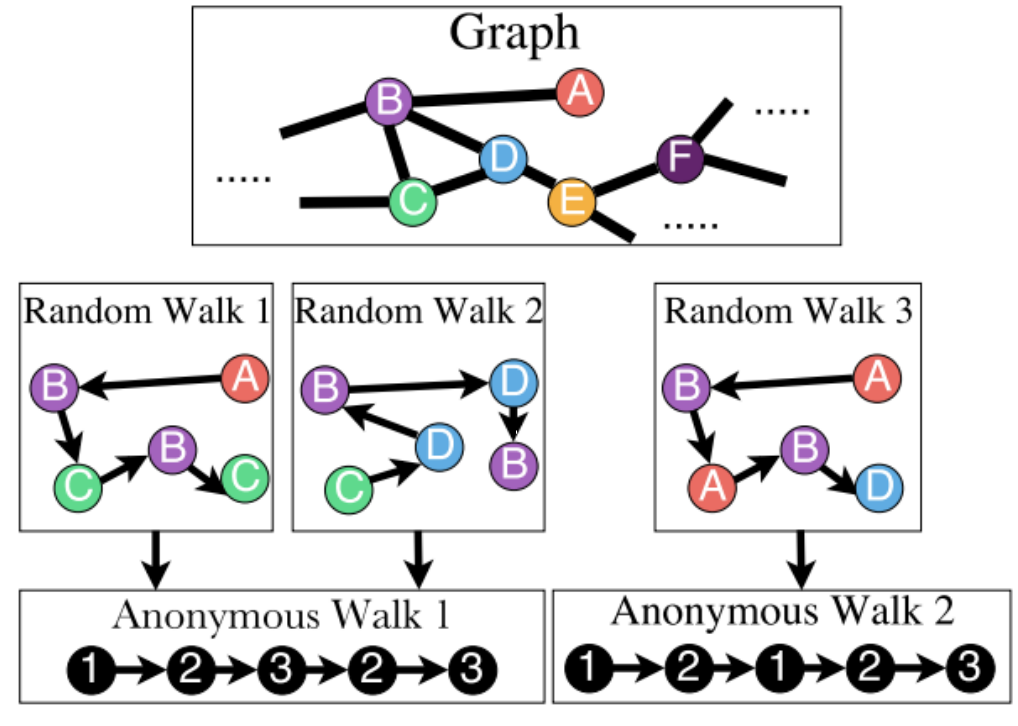 Graph
B
A
.....
D
F
.....
C
E
.....
Random Walk 1
B
A
B
C
C
Random Walk 2
B
D
D
B
C
Random Walk 3
B
A
B
A
D
Anonymous Walk 1
1 2 3 2 3
Anonymous Walk 2
1 2 1 2 3